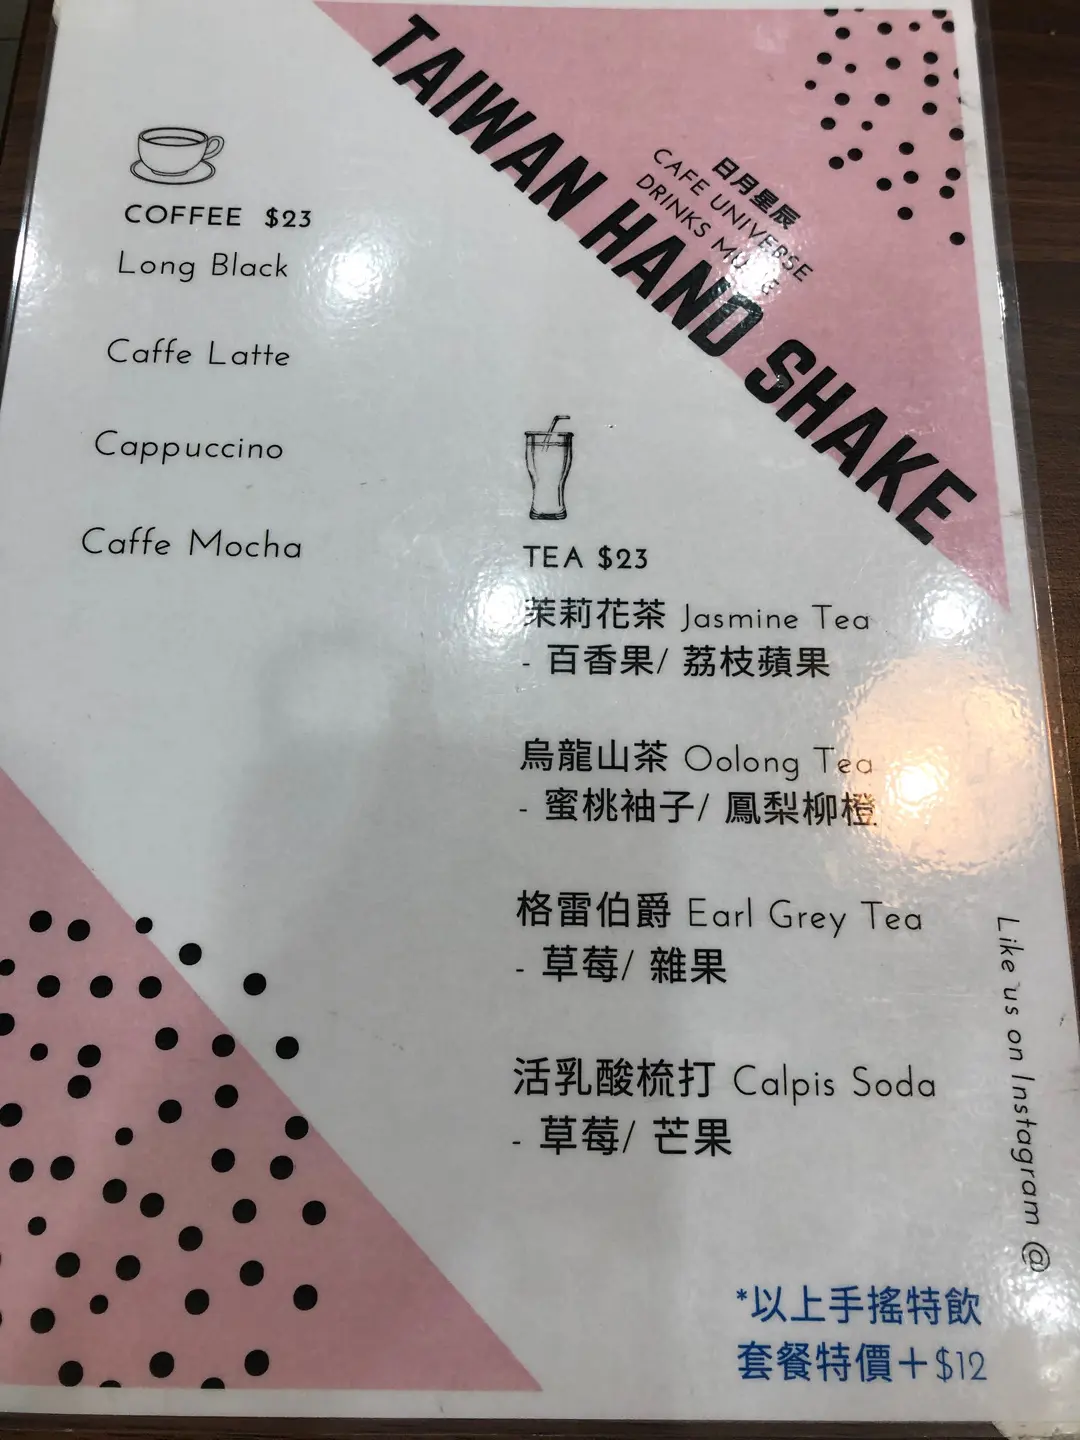 TAIWAN HAND SHAKE
日月星辰
CAFE UNIVERSE
DRINKS
COFFEE $23
Long Black
Caffe Latte
Cappuccino
Caffe Mocha
TEA $23
茉莉花茶 Jasmine Tea
- 百香果/ 荔枝蘋果
烏龍山茶 Oolong Tea
- 蜜桃袖子/ 鳳梨柳橙
格雷伯爵 Earl Grey Tea
- 草莓/ 雜果
活乳酸梳打 Calpis Soda
- 草莓/ 芒果
Like us on Instagram @
*以上手搖特飲
套餐特價＋$12